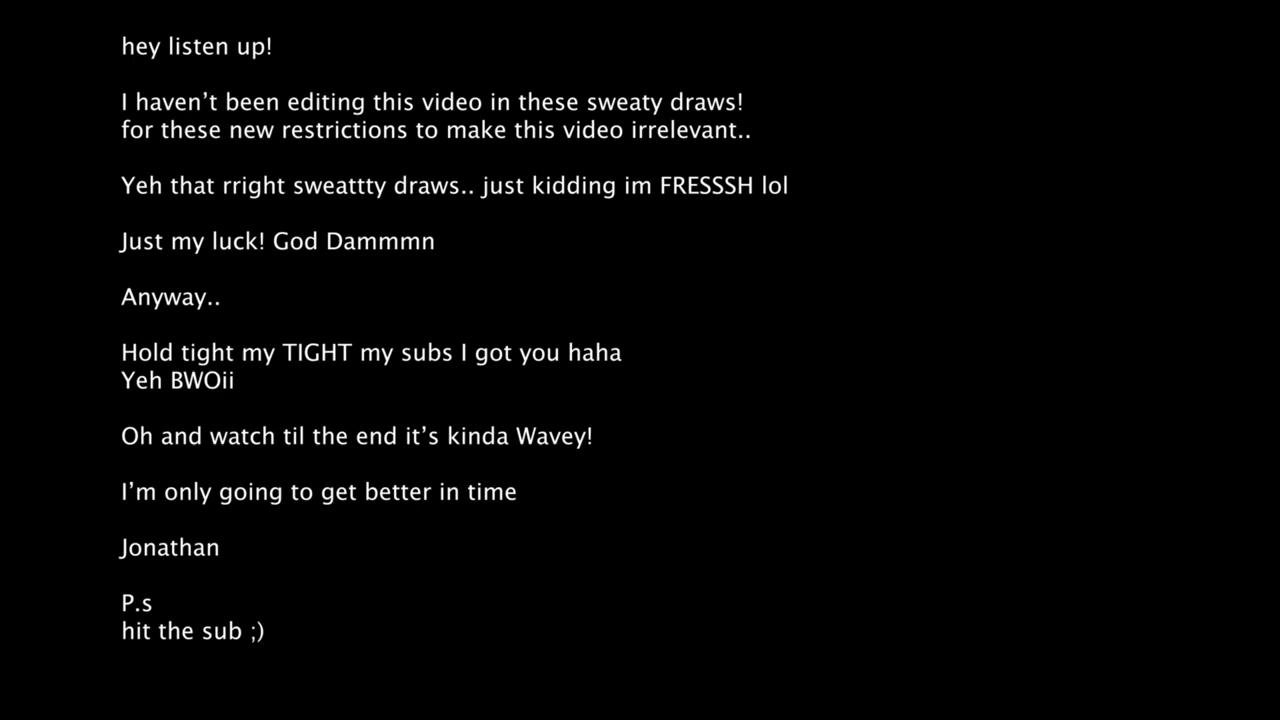 hey listen up!
I haven’t been editing this video in these sweaty draws!
for these new restrictions to make this video irrelevant..
Yeh that rright sweattty draws.. just kidding im FRESSSH lol
Just my luck! God Dammmn
Anyway..
Hold tight my TIGHT my subs I got you haha
Yeh BWOii
Oh and watch til the end it’s kinda Wavey!
I’m only going to get better in time
Jonathan
P.s
hit the sub ;)